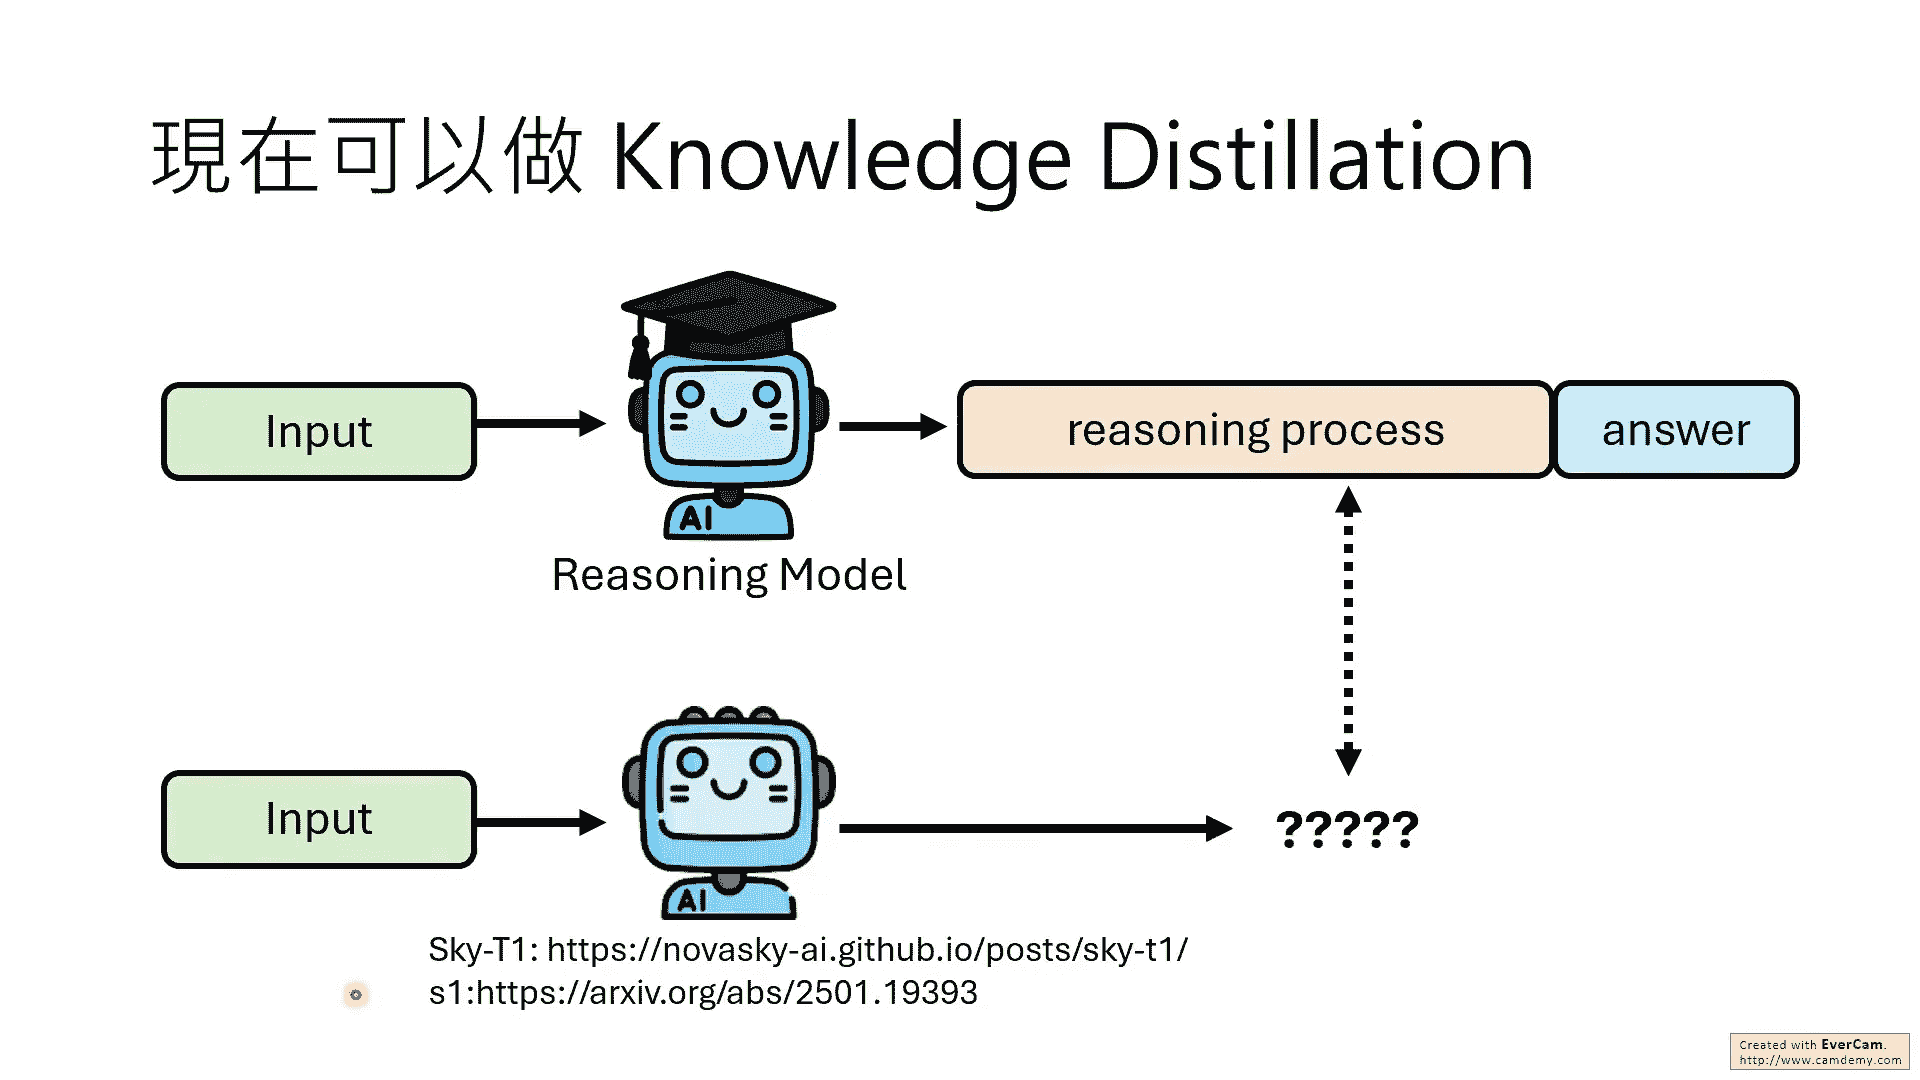 現在可以做 Knowledge Distillation
Input
reasoning process
answer
AI
Reasoning Model
Input
?????
AI
Sky-T1: https://novasky-ai.github.io/posts/sky-t1/
s1:https://arxiv.org/abs/2501.19393
Created with EverCam.
http://www.camdemy.com